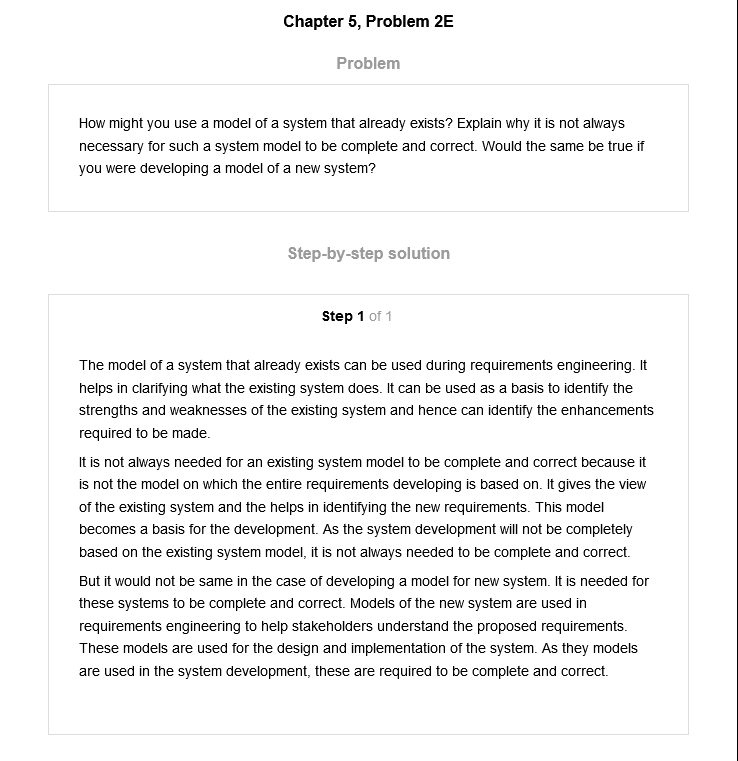 Chapter 5, Problem 2E
Problem
How might you use a model of a system that already exists? Explain why it is not always
necessary for such a system model to be complete and correct. Would the same be true if
you were developing a model of a new system?
Step-by-step solution
Step 1 of 1
The model of a system that already exists can be used during requirements engineering. It
helps in clarifying what the existing system does. It can be used as a basis to identify the
strengths and weaknesses of the existing system and hence can identify the enhancements
required to be made.
It is not always needed for an existing system model to be complete and correct because it
is not the model on which the entire requirements developing is based on. It gives the view
of the existing system and the helps in identifying the new requirements. This model
becomes a basis for the development. As the system development will not be completely
based on the existing system model, it is not always needed to be complete and correct.
But it would not be same in the case of developing a model for new system. It is needed for
these systems to be complete and correct. Models of the new system are used in
requirements engineering to help stakeholders understand the proposed requirements.
These models are used for the design and implementation of the system. As they models
are used in the system development, these are required to be complete and correct.